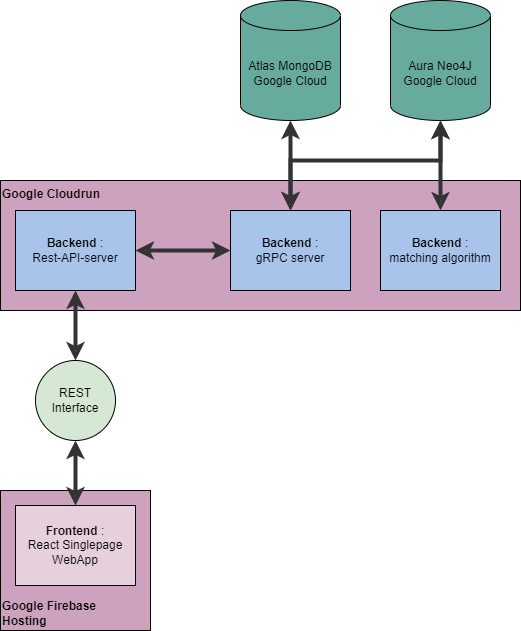 Atlas MongoDB
Google Cloud
Aura Neo4J
Google Cloud
Google Cloudrun
Backend :
Rest-API-server
Backend :
gRPC server
Backend :
matching algorithm
REST
Interface
Frontend :
React Singlepage
WebApp
Google Firebase
Hosting